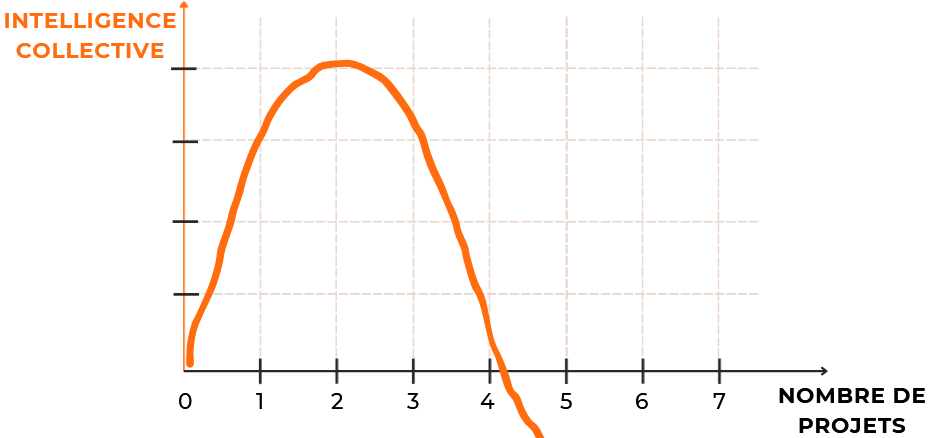 INTELLIGENCE
COLLECTIVE
0 1 2 3 4 5 6 7
NOMBRE DE
PROJETS